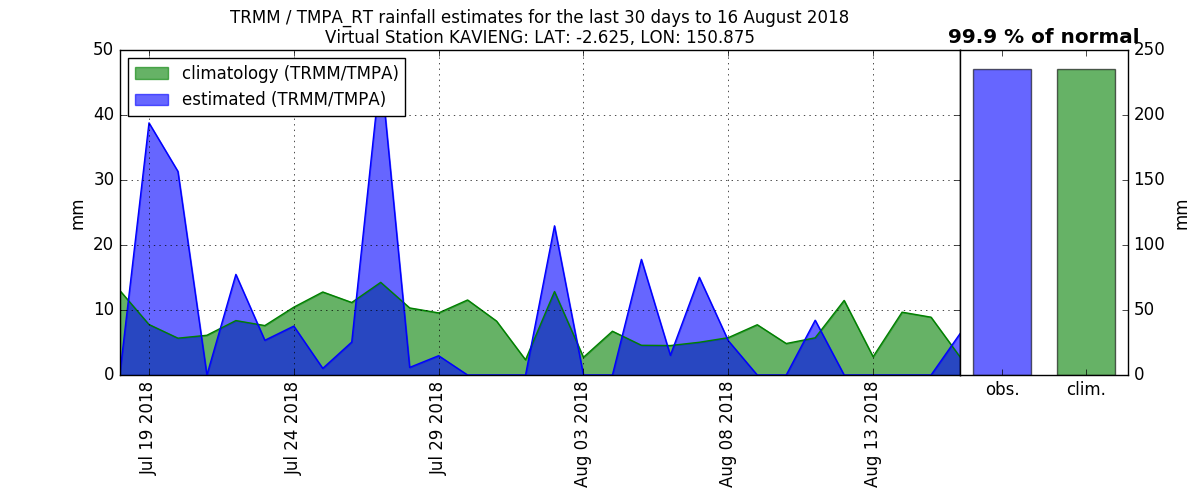 TRMM / TMPA_RT rainfall estimates for the last 30 days to 16 August 2018
Virtual Station KAVIENG: LAT: -2.625, LON: 150.875
99.9 % of normal
climatology (TRMM/TMPA)
estimated (TRMM/TMPA)
50
40
30
20
10
0
mm
Jul 19 2018
Jul 24 2018
Jul 29 2018
Aug 03 2018
Aug 08 2018
Aug 13 2018
250
200
150
100
50
0
mm
obs.
clim.